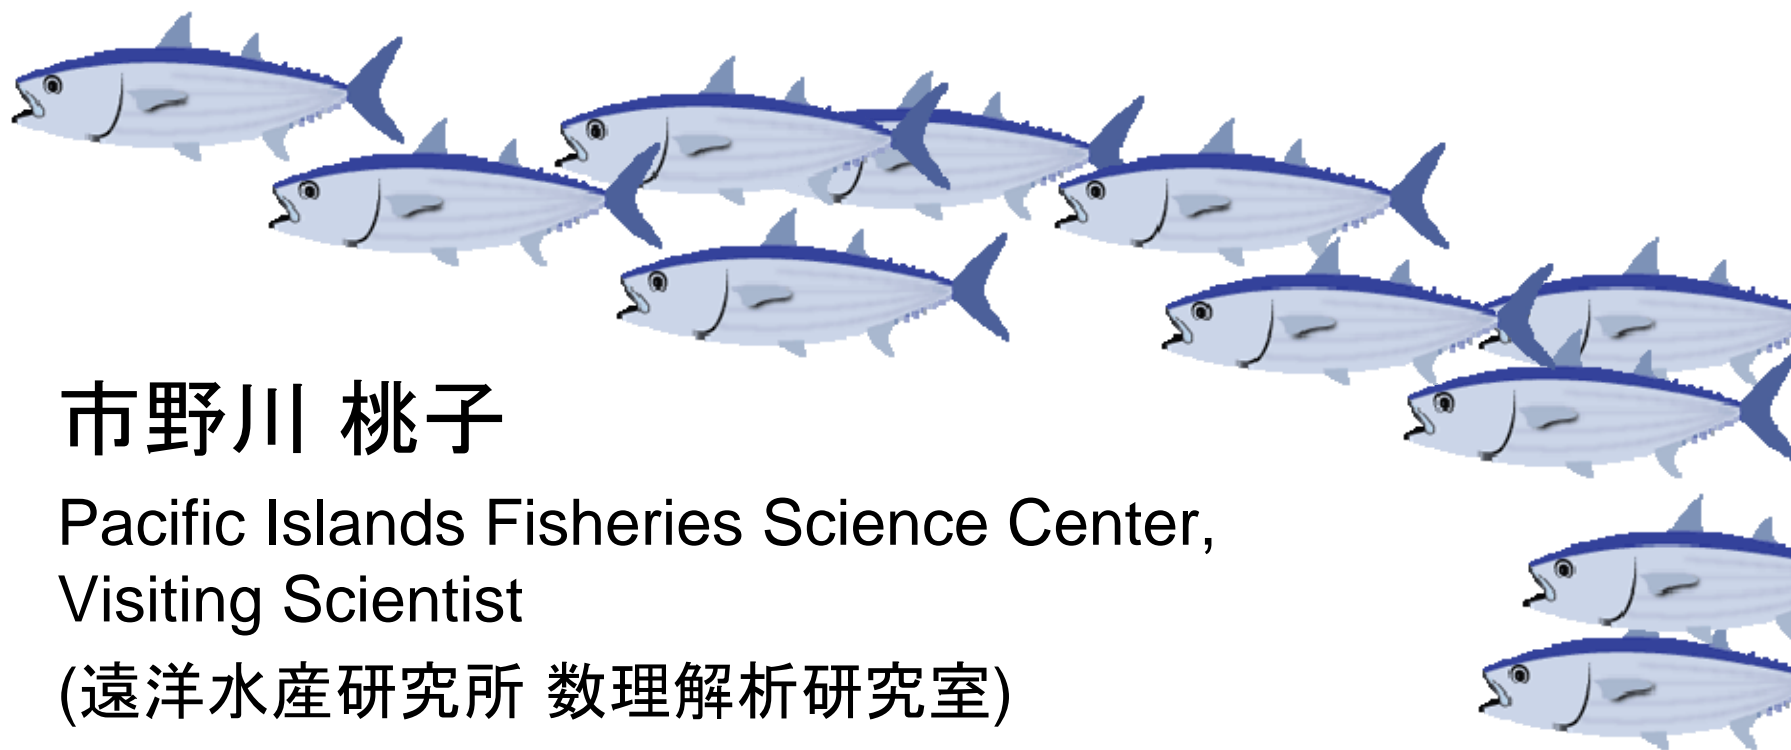 市野川 桃子
Pacific Islands Fisheries Science Center,
Visiting Scientist
(遠洋水産研究所 数理解析研究室)